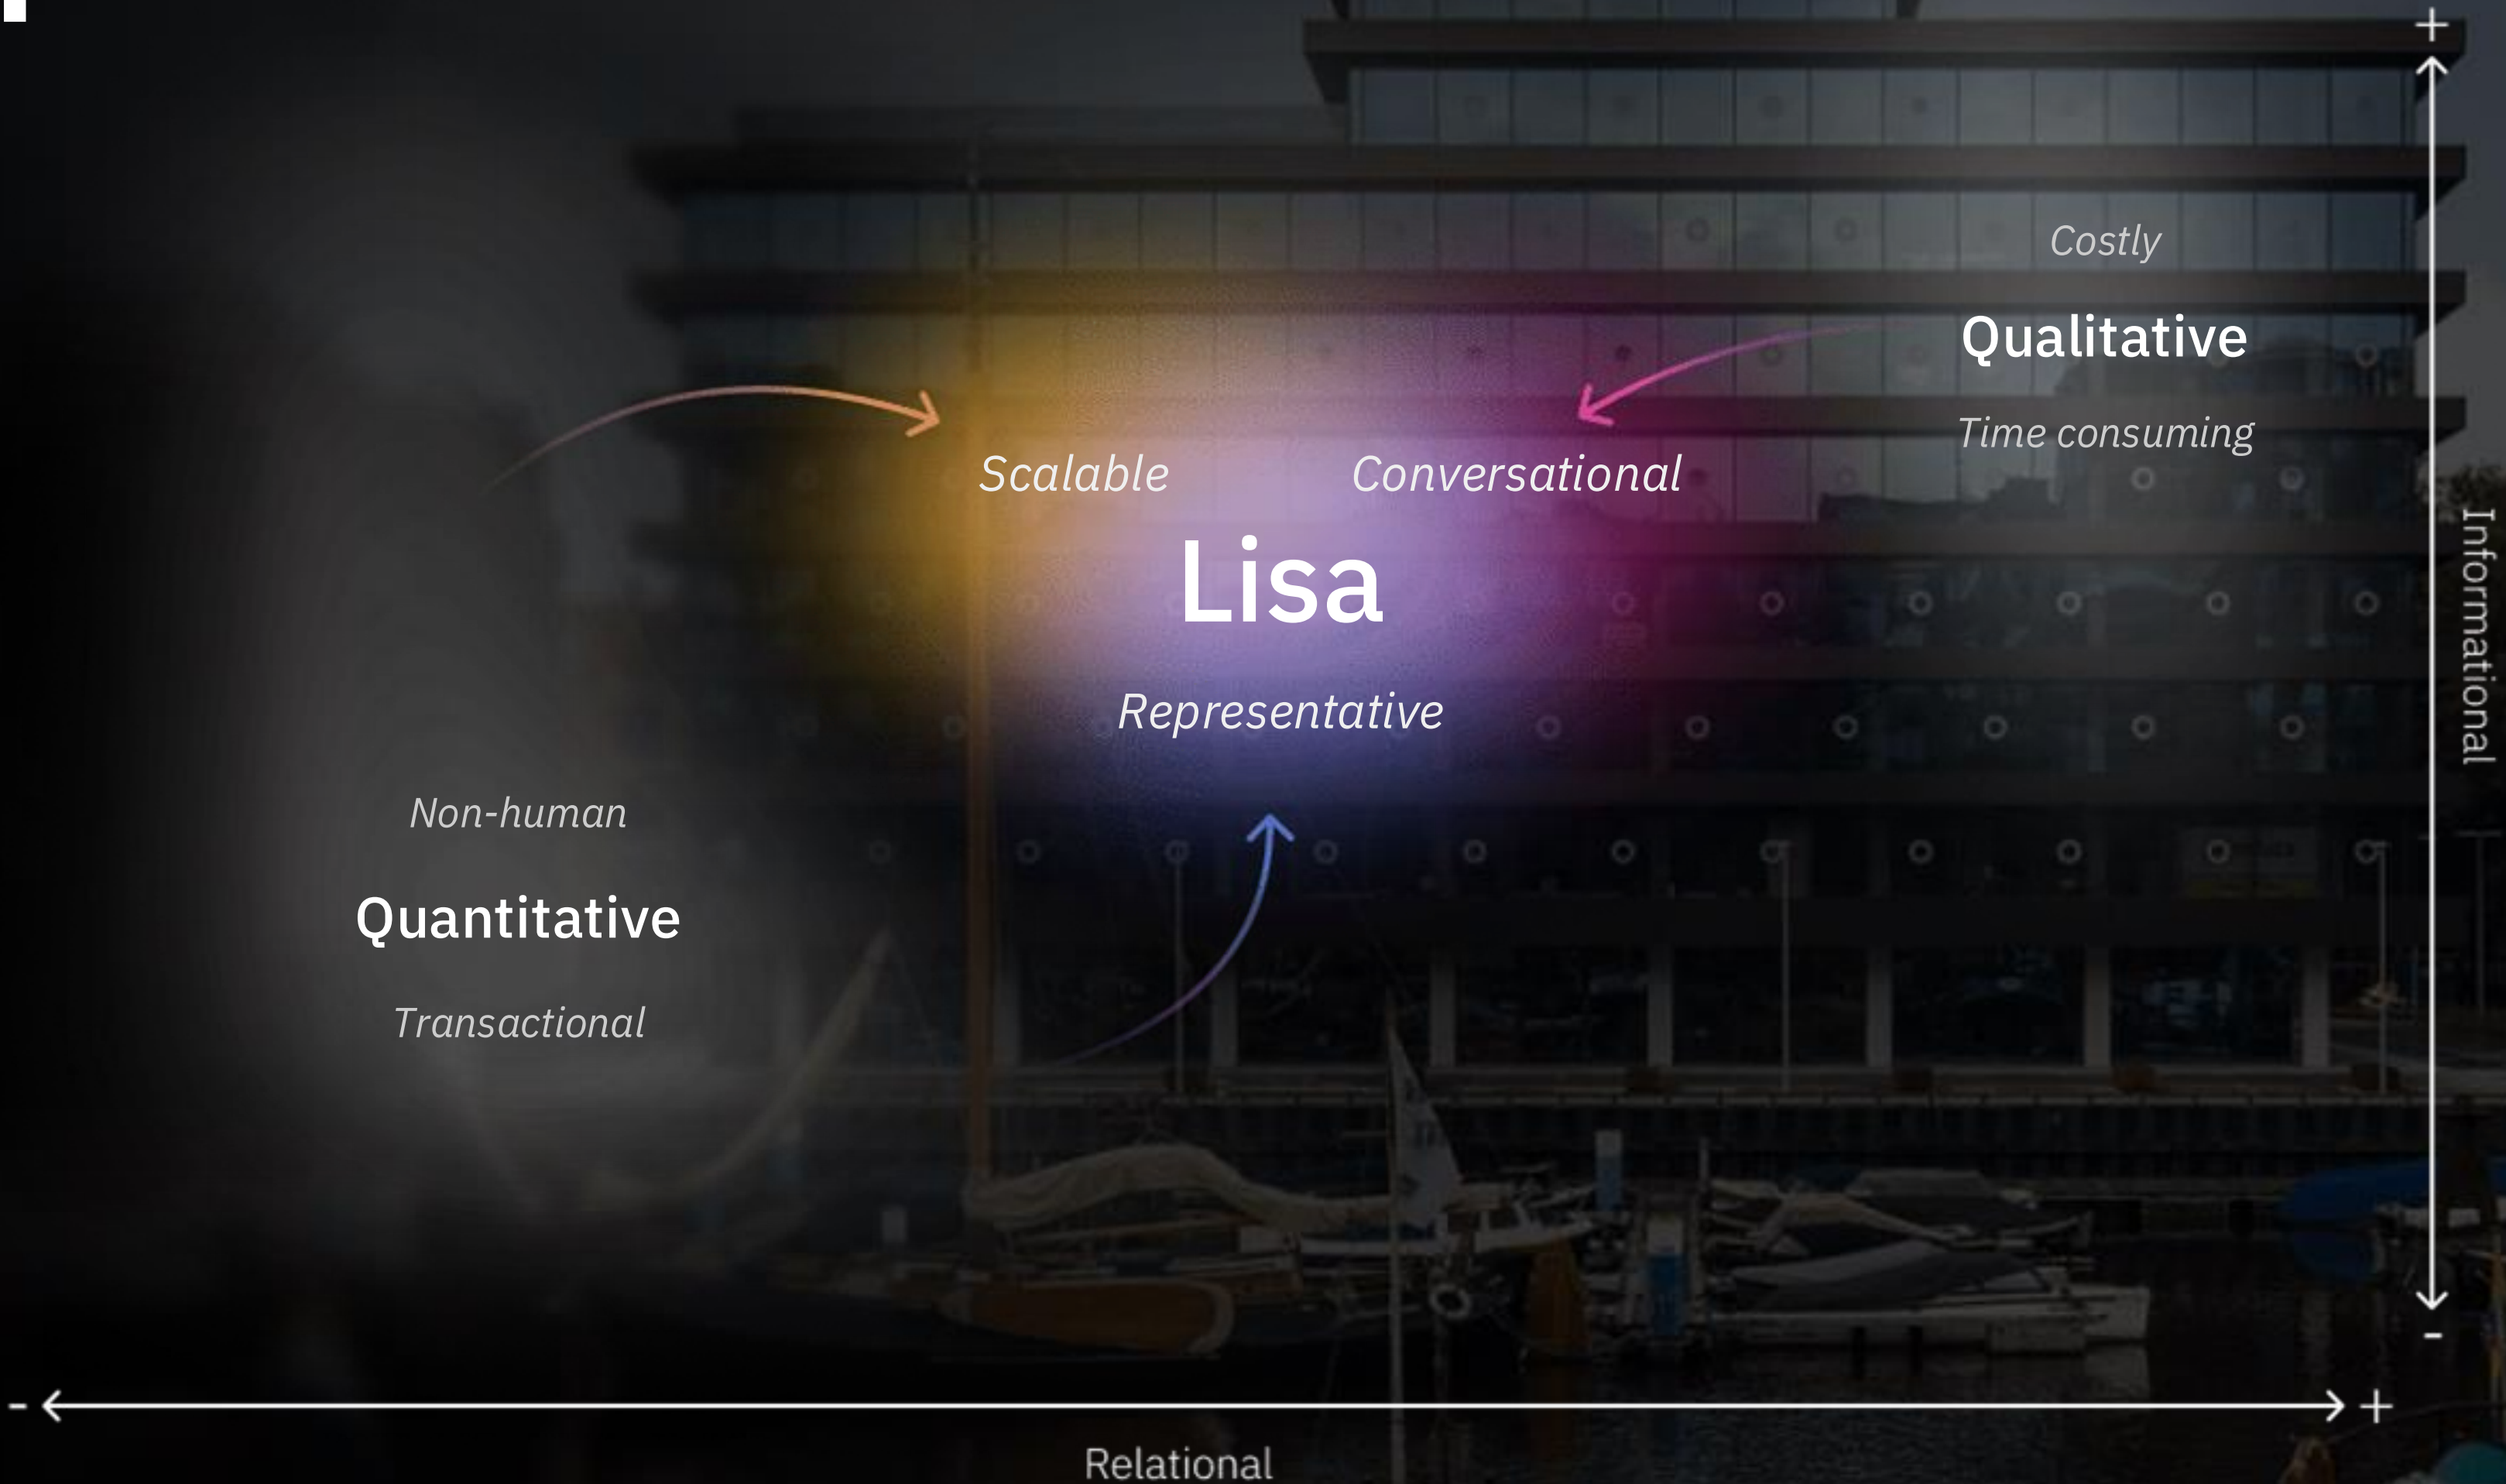 +
Costly
Qualitative
Time consuming
Scalable
Conversational
Lisa
Representative
Informational
Non-human
Quantitative
Transactional
-
- +
Relational